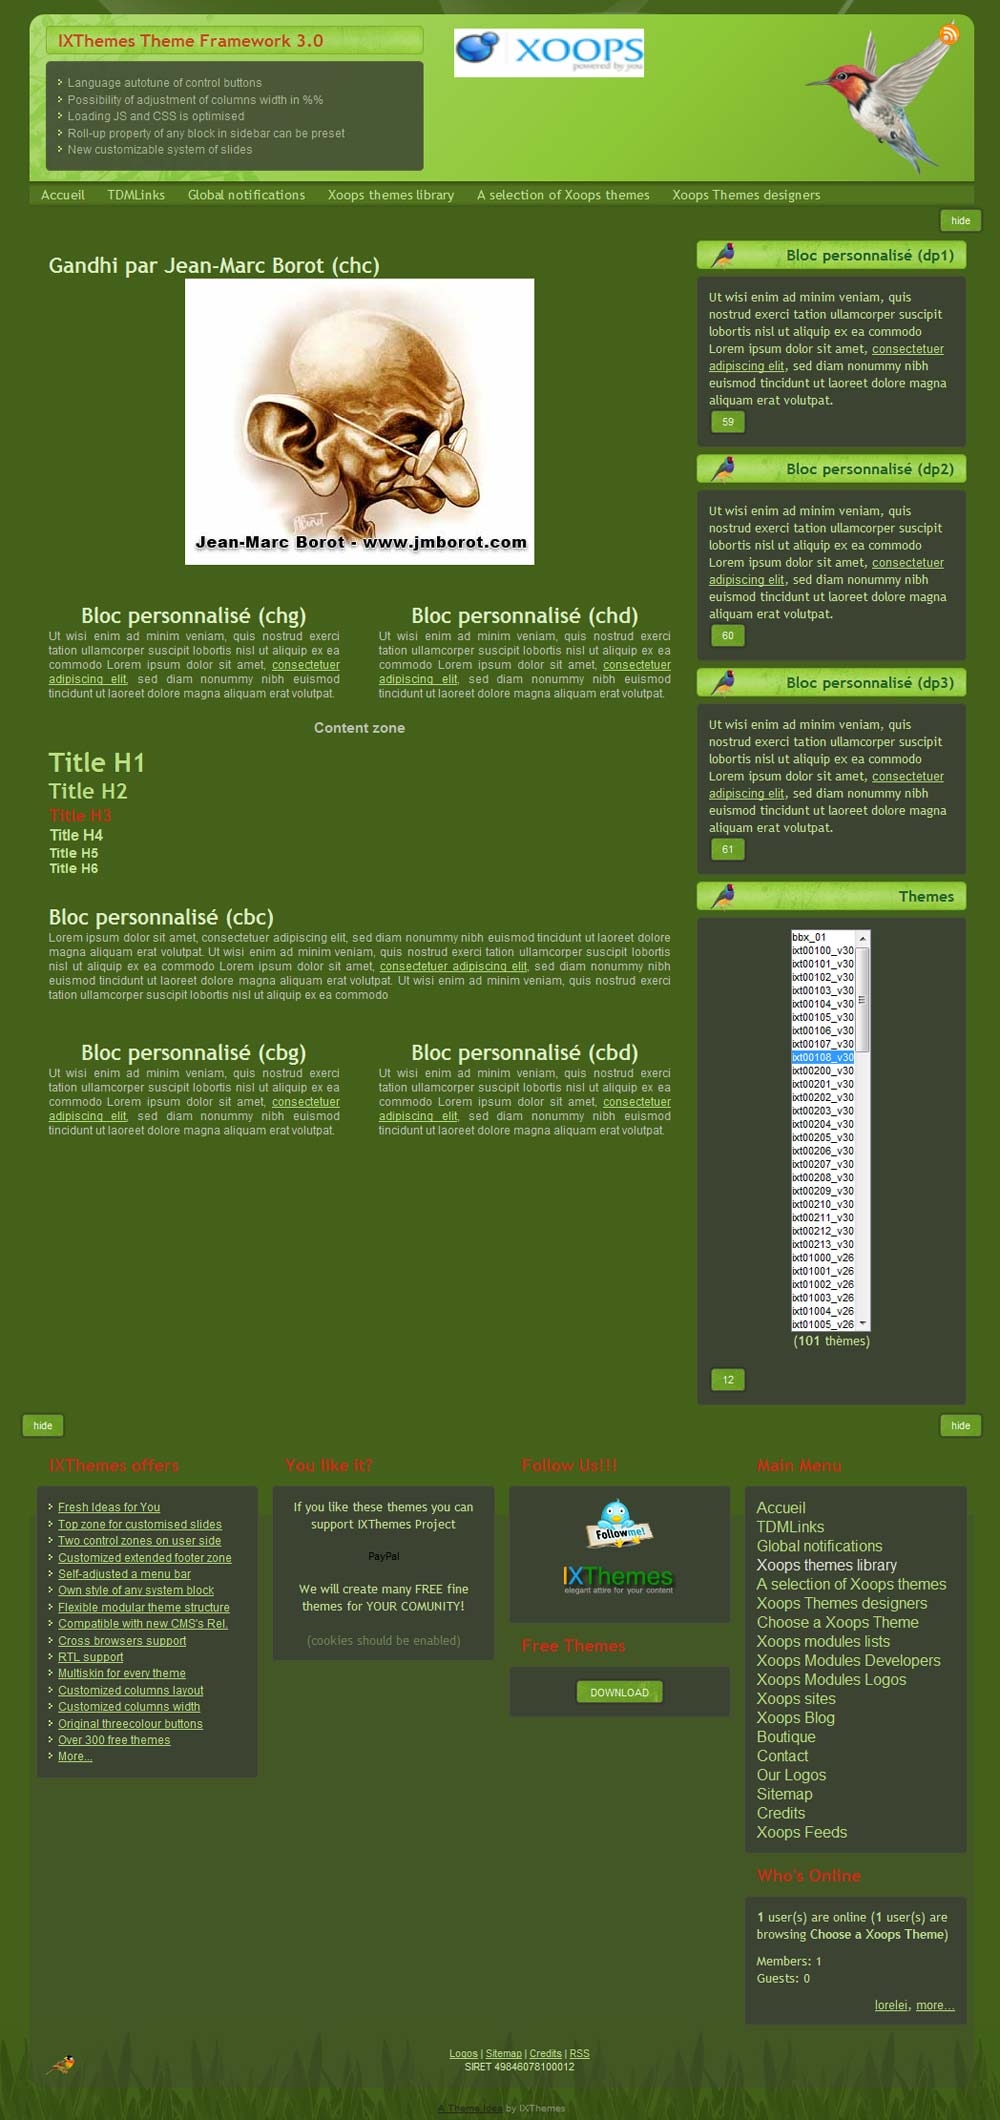 IXThemes Theme Framework 3.0
Language autotune of control buttons
Possibility of adjustment of columns width in %%
Loading JS and CSS is optimised
Roll-up property of any block in sidebar can be preset
New customizable system of slides
XOOPS
powered by you
Accueil TDMLinks Global notifications Xoops themes library A selection of Xoops themes Xoops Themes designers
hide
Gandhi par Jean-Marc Borot (chc)
Jean-Marc Borot - www.jmborot.com
Bloc personnalisé (chg)
Ut wisi enim ad minim veniam, quis nostrud exerci
tation ullamcorper suscipit lobortis nisl ut aliquip ex ea
commodo Lorem ipsum dolor sit amet, consectetuer
adipiscing elit, sed diam nonummy nibh euismod
tincidunt ut laoreet dolore magna aliquam erat volutpat.
Bloc personnalisé (chd)
Ut wisi enim ad minim veniam, quis nostrud exerci
tation ullamcorper suscipit lobortis nisl ut aliquip ex ea
commodo Lorem ipsum dolor sit amet, consectetuer
adipiscing elit, sed diam nonummy nibh euismod
tincidunt ut laoreet dolore magna aliquam erat volutpat.
Content zone
Title H1
Title H2
Title H3
Title H4
Title H5
Title H6
Bloc personnalisé (cbc)
Lorem ipsum dolor sit amet, consectetuer adipiscing elit, sed diam nonummy nibh euismod tincidunt ut laoreet dolore
magna aliquam erat volutpat. Ut wisi enim ad minim veniam, quis nostrud exerci tation ullamcorper suscipit lobortis
nisl ut aliquip ex ea commodo Lorem ipsum dolor sit amet, consectetuer adipiscing elit, sed diam nonummy nibh
euismod tincidunt ut laoreet dolore magna aliquam erat volutpat. Ut wisi enim ad minim veniam, quis nostrud exerci
tation ullamcorper suscipit lobortis nisl ut aliquip ex ea commodo
Bloc personnalisé (cbg)
Ut wisi enim ad minim veniam, quis nostrud exerci
tation ullamcorper suscipit lobortis nisl ut aliquip ex ea
commodo Lorem ipsum dolor sit amet, consectetuer
adipiscing elit, sed diam nonummy nibh euismod
tincidunt ut laoreet dolore magna aliquam erat volutpat.
Bloc personnalisé (cbd)
Ut wisi enim ad minim veniam, quis nostrud exerci
tation ullamcorper suscipit lobortis nisl ut aliquip ex ea
commodo Lorem ipsum dolor sit amet, consectetuer
adipiscing elit, sed diam nonummy nibh euismod
tincidunt ut laoreet dolore magna aliquam erat volutpat.
Bloc personnalisé (dp1)
Ut wisi enim ad minim veniam, quis
nostrud exerci tation ullamcorper suscipit
lobortis nisl ut aliquip ex ea commodo
Lorem ipsum dolor sit amet, consectetuer
adipiscing elit, sed diam nonummy nibh
euismod tincidunt ut laoreet dolore magna
aliquam erat volutpat.
59
Bloc personnalisé (dp2)
Ut wisi enim ad minim veniam, quis
nostrud exerci tation ullamcorper suscipit
lobortis nisl ut aliquip ex ea commodo
Lorem ipsum dolor sit amet, consectetuer
adipiscing elit, sed diam nonummy nibh
euismod tincidunt ut laoreet dolore magna
aliquam erat volutpat.
60
Bloc personnalisé (dp3)
Ut wisi enim ad minim veniam, quis
nostrud exerci tation ullamcorper suscipit
lobortis nisl ut aliquip ex ea commodo
Lorem ipsum dolor sit amet, consectetuer
adipiscing elit, sed diam nonummy nibh
euismod tincidunt ut laoreet dolore magna
aliquam erat volutpat.
61
Themes
bbx_01
ixt00100_v30
ixt00101_v30
ixt00102_v30
ixt00103_v30
ixt00104_v30
ixt00105_v30
ixt00106_v30
ixt00107_v30
ixt00108_v30
ixt00200_v30
ixt00201_v30
ixt00202_v30
ixt00203_v30
ixt00204_v30
ixt00205_v30
ixt00206_v30
ixt00207_v30
ixt00208_v30
ixt00209_v30
ixt00210_v30
ixt00211_v30
ixt00212_v30
ixt00213_v30
ixt01000_v26
ixt01001_v26
ixt01002_v26
ixt01003_v26
ixt01004_v26
ixt01005_v26
(101 thèmes)
12
hide
hide
IXThemes offers
Fresh Ideas for You
Top zone for customised slides
Two control zones on user side
Customized extended footer zone
Self-adjusted a menu bar
Own style of any system block
Flexible modular theme structure
Compatible with new CMS's Rel.
Cross browsers support
RTL support
Multiskin for every theme
Customized columns layout
Customized columns width
Original threecolour buttons
Over 300 free themes
More...
You like it?
If you like these themes you can
support IXThemes Project
PayPal
We will create many FREE fine
themes for YOUR COMUNITY!
(cookies should be enabled)
Follow Us!!!
Follow me!
IXThemes
elegant attire for your content
Free Themes
DOWNLOAD
Main Menu
Accueil
TDMLinks
Global notifications
Xoops themes library
A selection of Xoops themes
Xoops Themes designers
Choose a Xoops Theme
Xoops modules lists
Xoops Modules Developers
Xoops Modules Logos
Xoops sites
Xoops Blog
Boutique
Contact
Our Logos
Sitemap
Credits
Xoops Feeds
Who's Online
1 user(s) are online (1 user(s) are
browsing Choose a Xoops Theme)
Members: 1
Guests: 0
lorelei, more...
Logos | Sitemap | Credits | RSS
SIRET 49846078100012
A Theme Idea by IXThemes